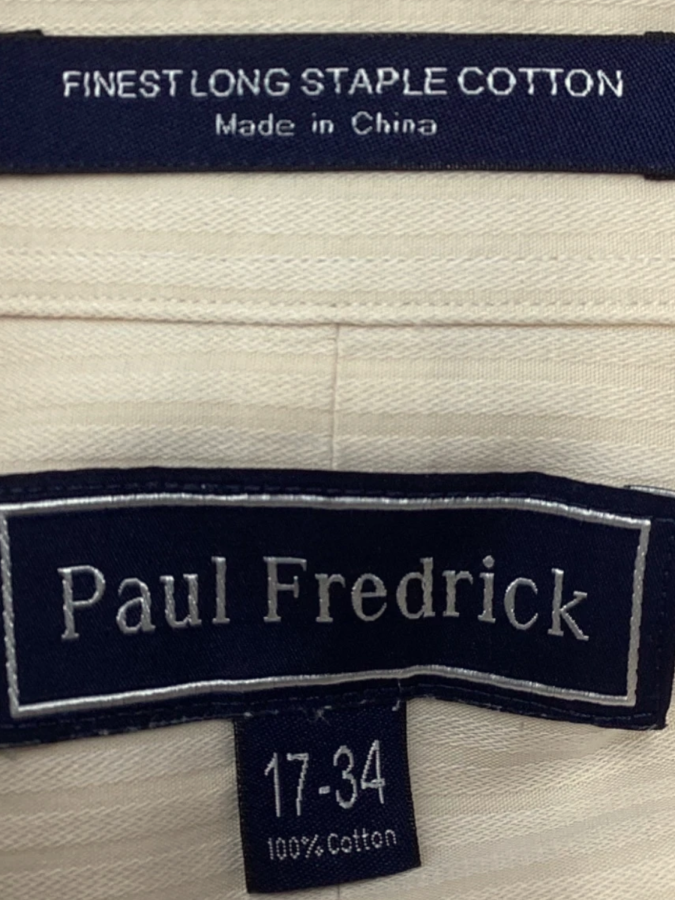 FINEST LONG STAPLE COTTON
Made in China
Paul Fredrick
17-34
100% Cotton